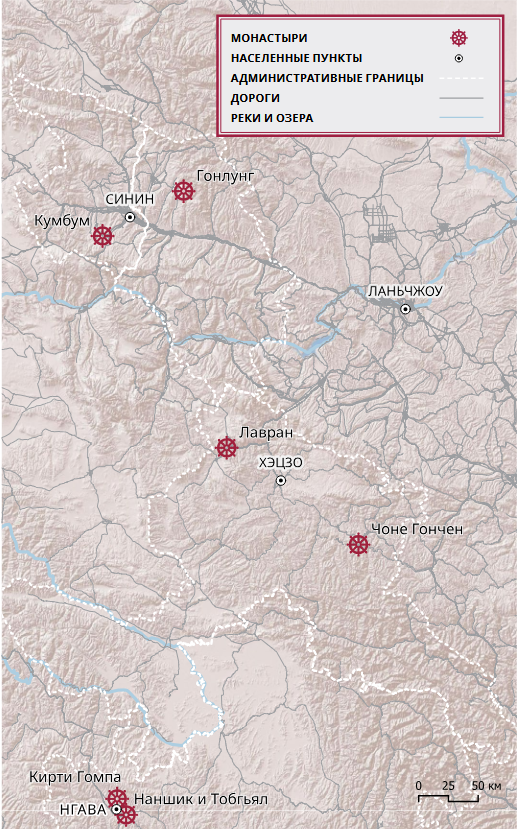 МОНАСТЫРИ
НАСЕЛЕННЫЕ ПУНКТЫ
АДМИНИСТРАТИВНЫЕ ГРАНИЦЫ
ДОРОГИ
РЕКИ И ОЗЕРА
Гонлунг
СИНИН
Кумбум
ЛАНЬЧЖОУ
Лавран
ХЭЦЗО
Чоне Гончен
Кирти Гомпа
Наншик и Тобгьял
НГАВА
0 25 50 км